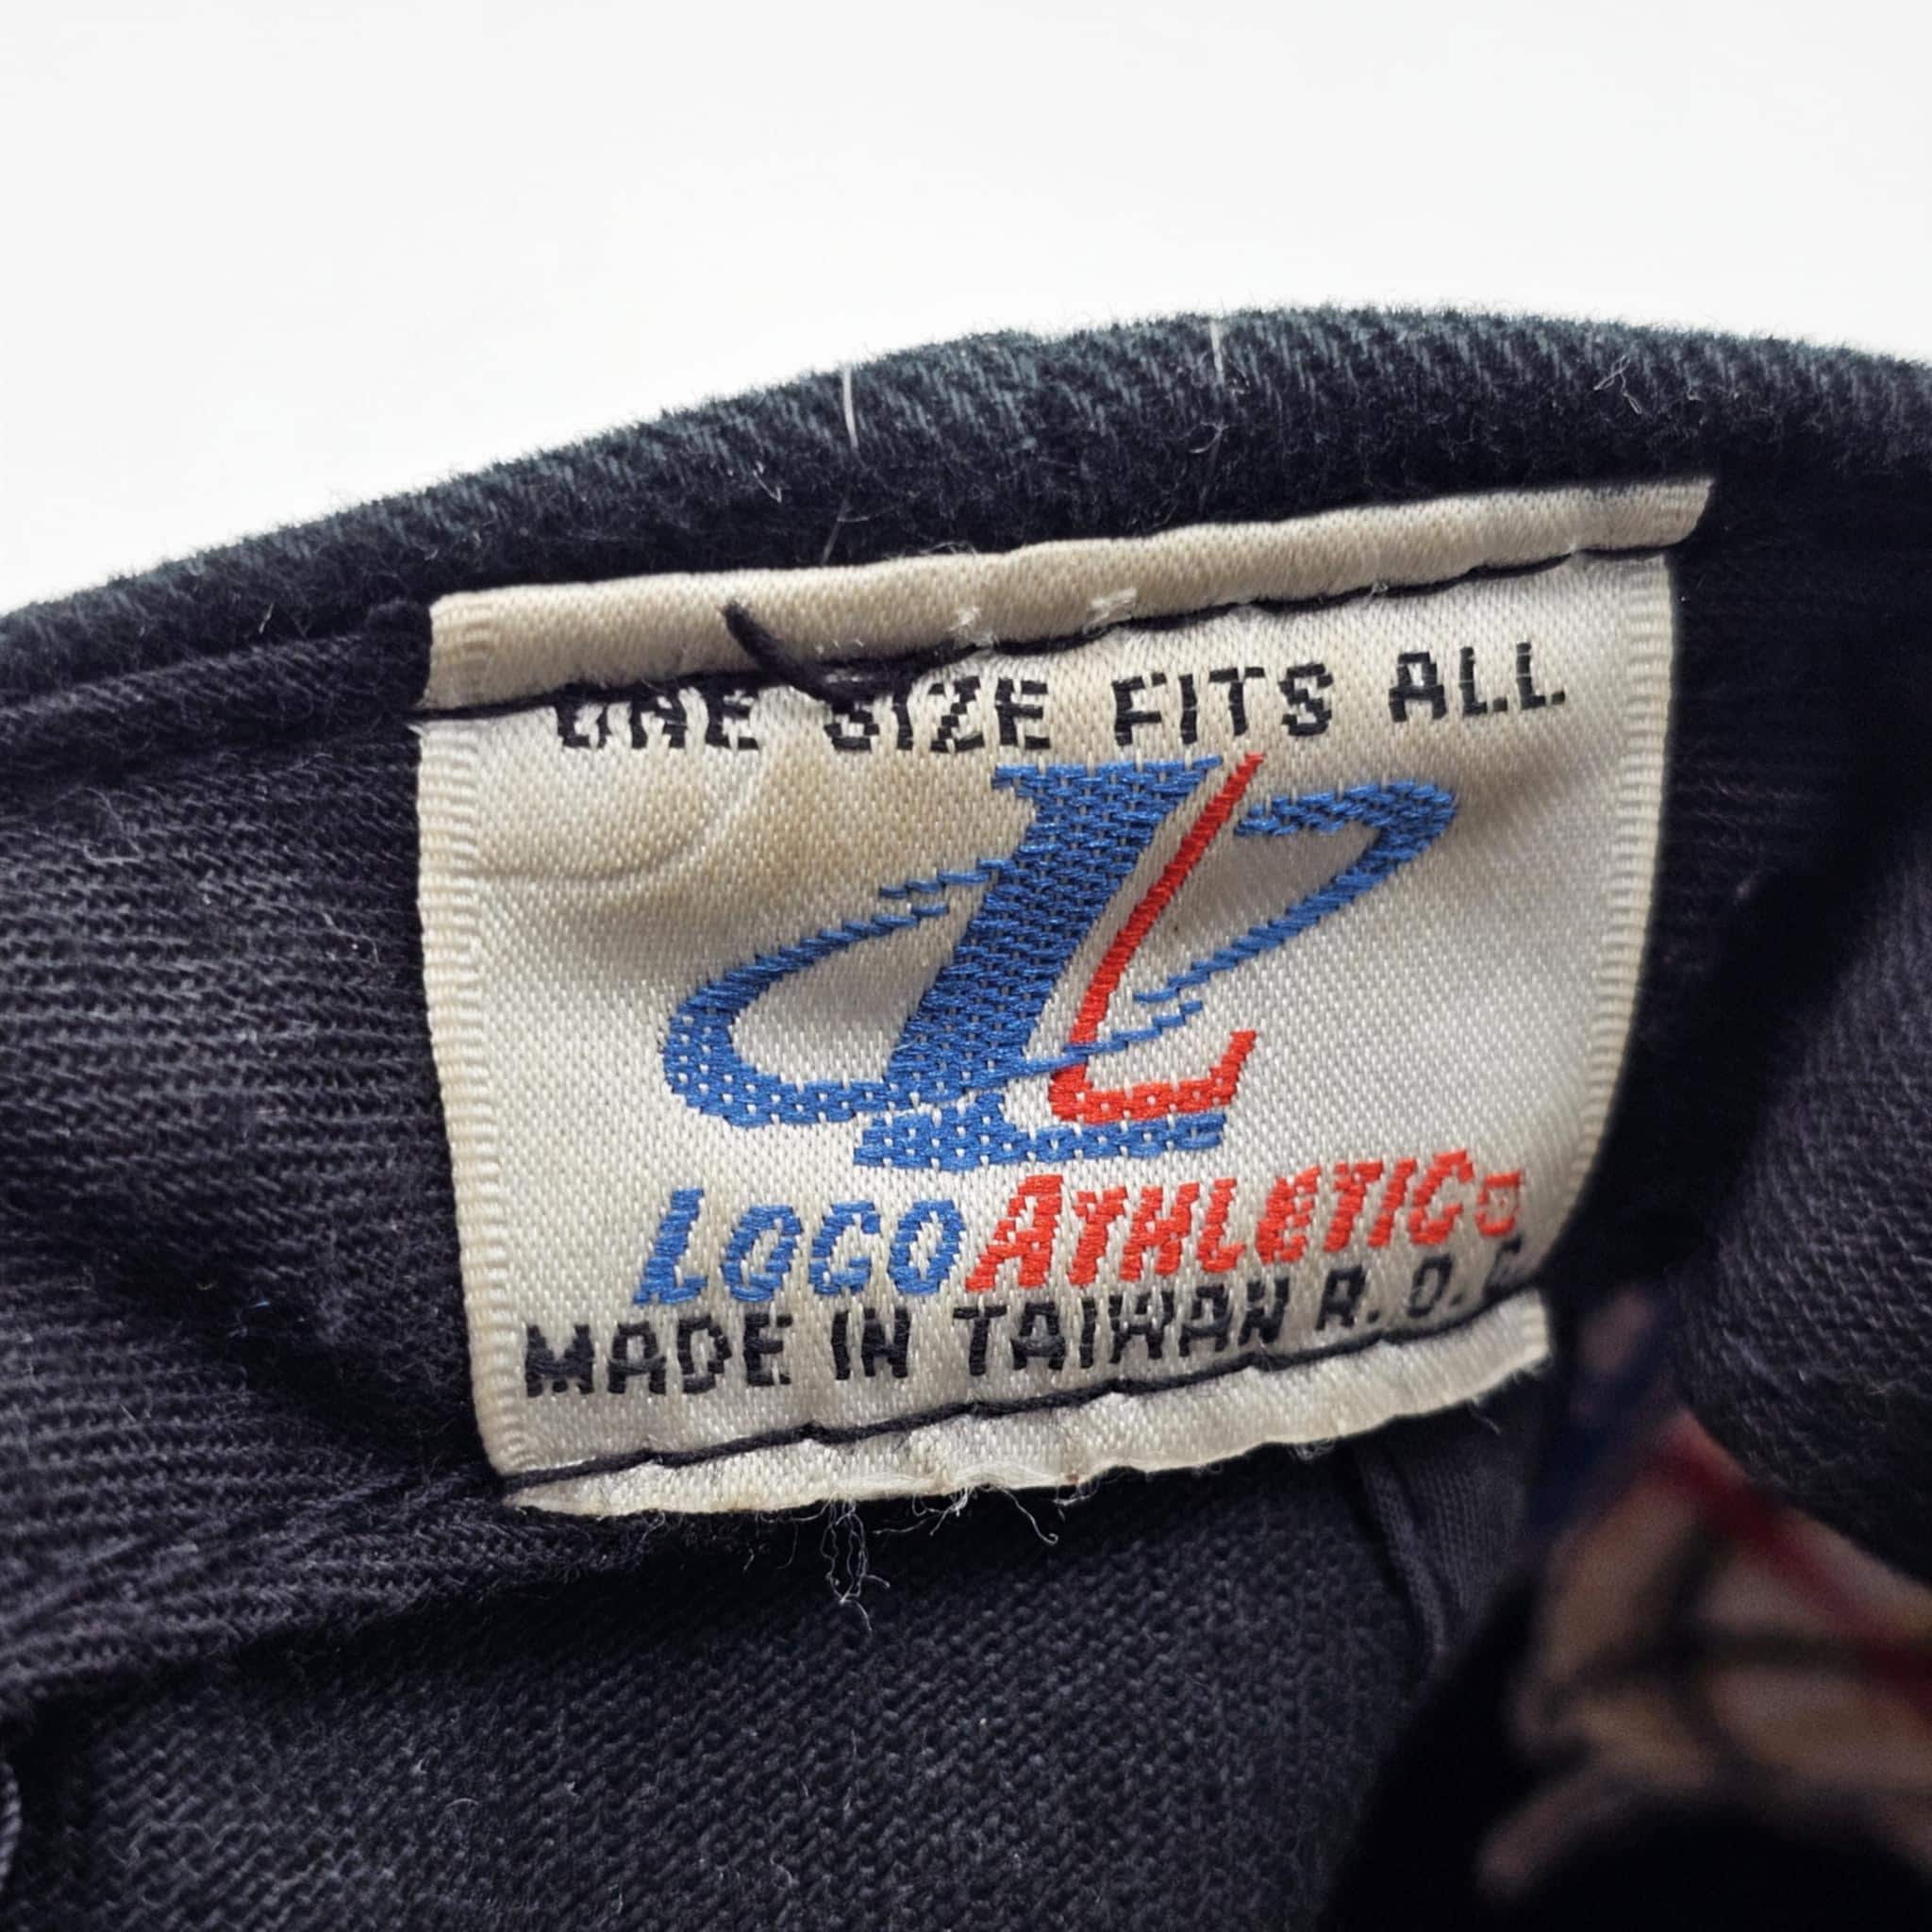 ONE SIZE FITS ALL
L
LOGO ATHLETIC
MADE IN TAIWAN R.O.C.